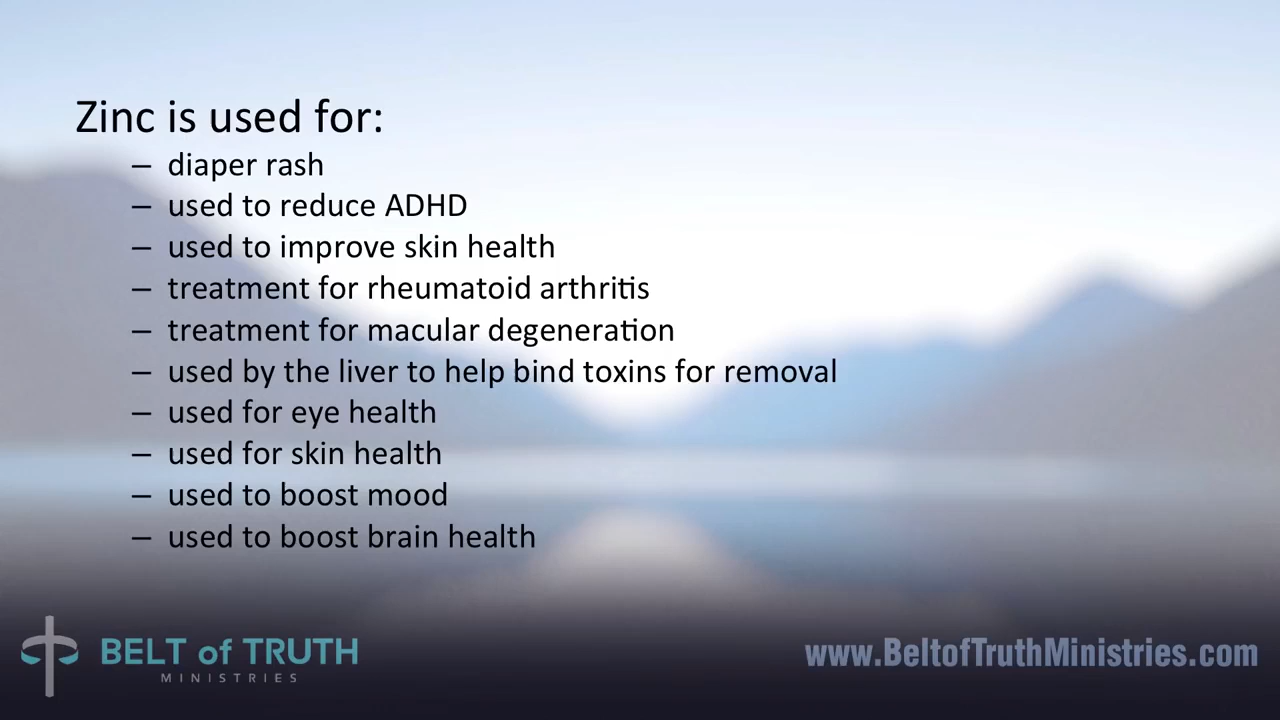 Zinc is used for:
– diaper rash
– used to reduce ADHD
– used to improve skin health
– treatment for rheumatoid arthritis
– treatment for macular degeneration
– used by the liver to help bind toxins for removal
– used for eye health
– used for skin health
– used to boost mood
– used to boost brain health
BELT of TRUTH
MINISTRIES
www.BeltofTruthMinistries.com